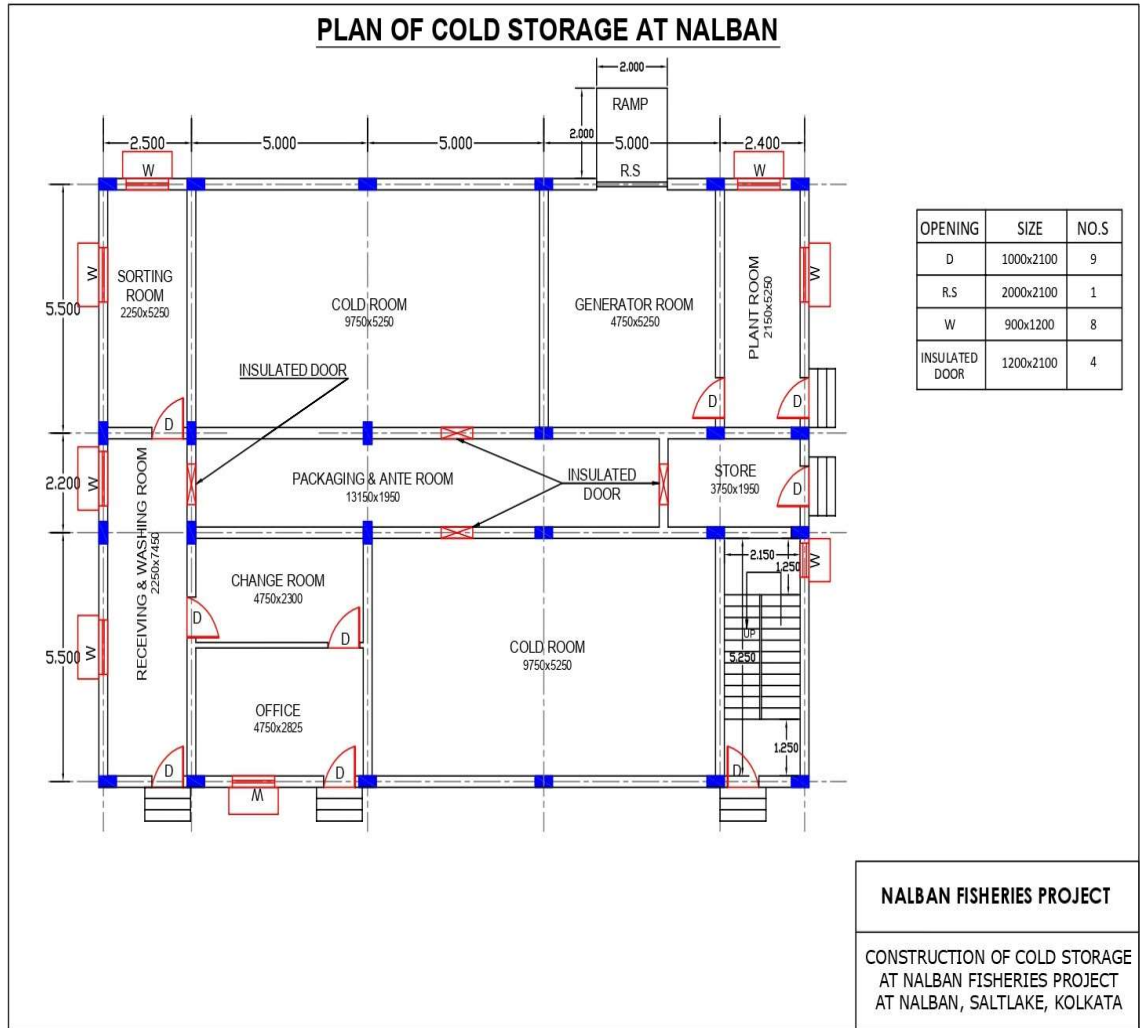 PLAN OF COLD STORAGE AT NALBAN
2.000
RAMP
2.000
2.500
5.000
5.000
5.000
2.400
W
R.S
W
OPENING SIZE NO.S
D 1000x2100 9
R.S 2000x2100 1
W 900x1200 8
INSULATED DOOR 1200x2100 4
W
SORTING
ROOM
2250x5250
5.500
COLD ROOM
9750x5250
GENERATOR ROOM
4750x5250
PLANT ROOM
2150x5250
W
INSULATED DOOR
D
D
D
2.200
W
RECEIVING & WASHING ROOM
2250x7450
PACKAGING & ANTE ROOM
13150x1950
INSULATED
DOOR
STORE
3750x1950
D
2.150
1.250
W
CHANGE ROOM
4750x2300
D
D
W
5.500
COLD ROOM
9750x5250
UP
5.250
OFFICE
4750x2825
1.250
D
D
D
W
NALBAN FISHERIES PROJECT
CONSTRUCTION OF COLD STORAGE
AT NALBAN FISHERIES PROJECT
AT NALBAN, SALTLAKE, KOLKATA